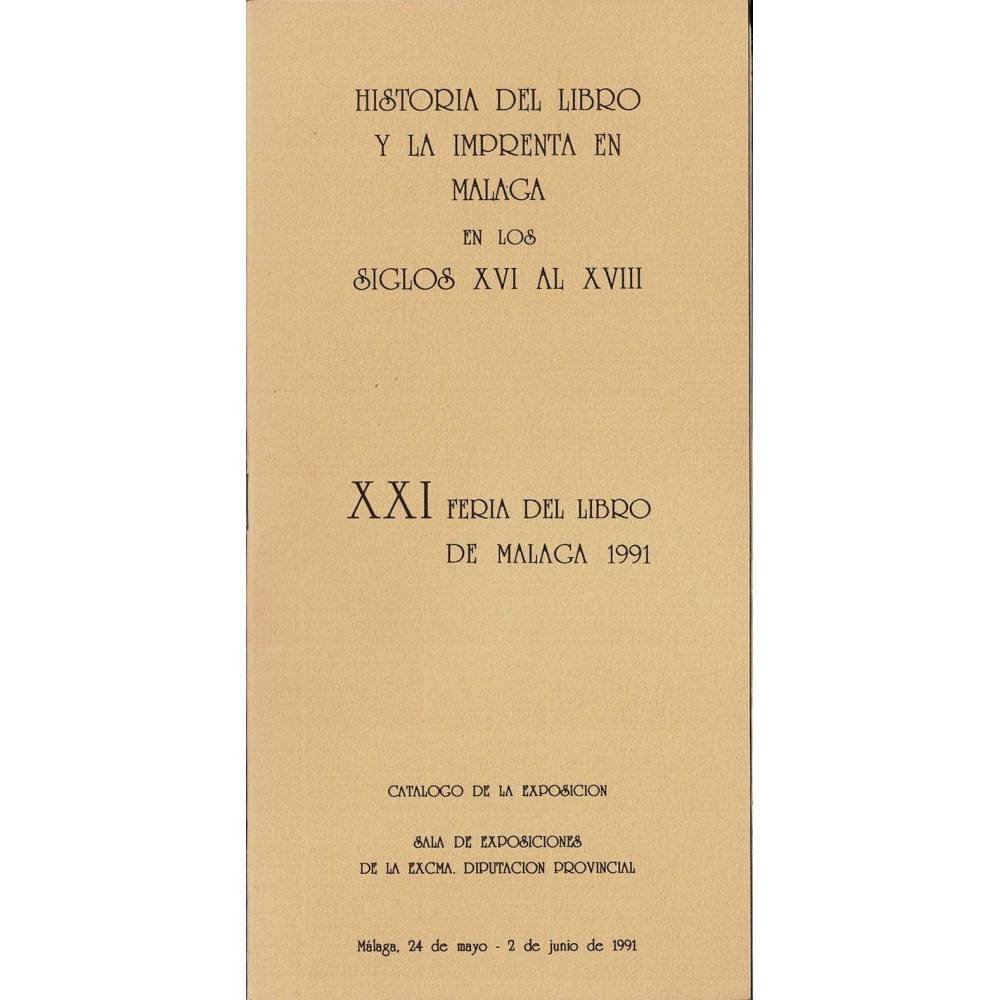 HISTORIA DEL LIBRO
Y LA IMPRENTA EN
MALAGA
EN LOS
SIGLOS XVI AL XVIII
XXI FERIA DEL LIBRO
DE MALAGA 1991
CATALOGO DE LA EXPOSICION
SALA DE EXPOSICIONES
DE LA EXCMA. DIPUTACION PROVINCIAL
Málaga, 24 de mayo - 2 de junio de 1991